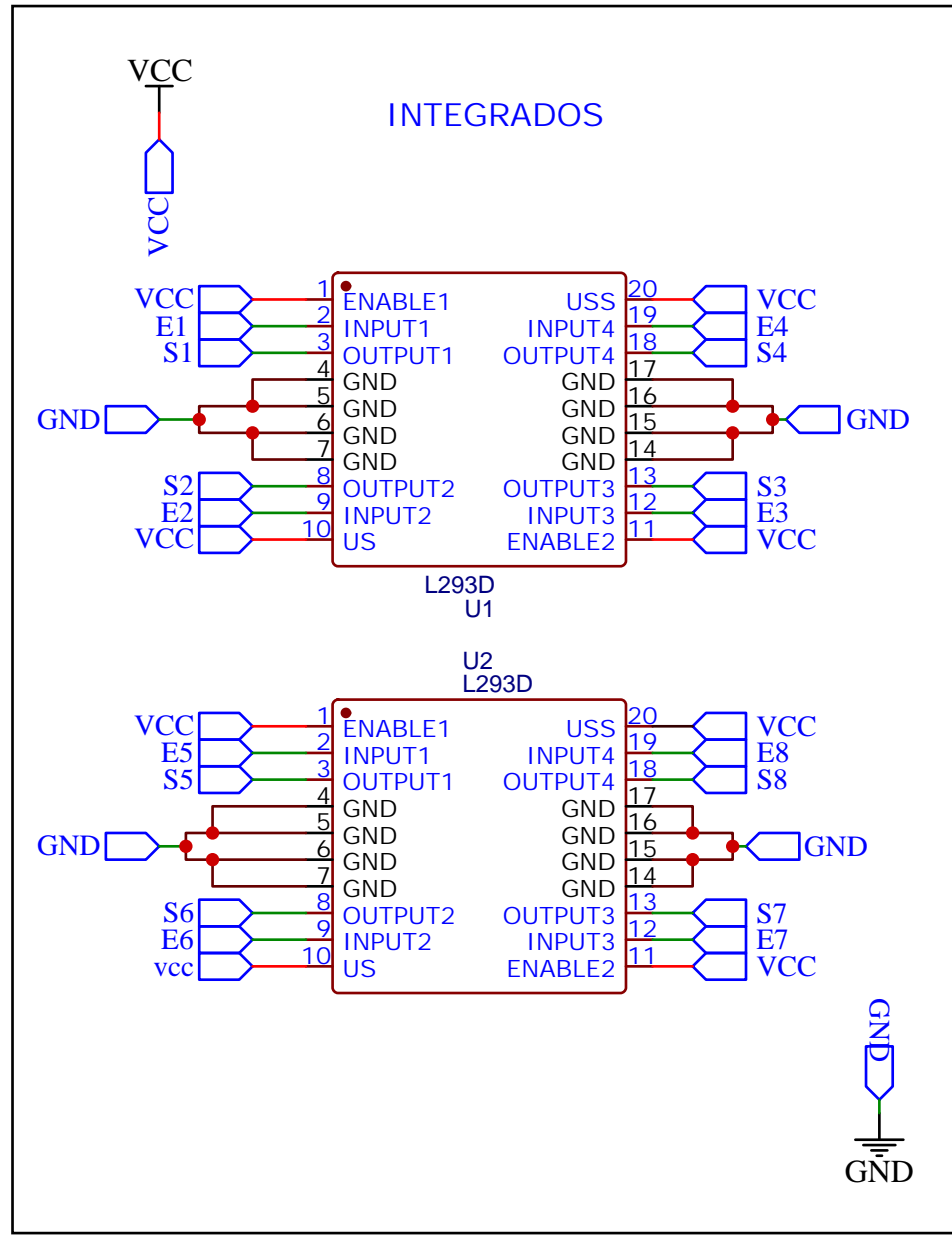 VCC
INTEGRADOS
VCC
VCC 1 ENABLE1 USS 20 VCC
E1 2 INPUT1 INPUT4 19 E4
S1 3 OUTPUT1 OUTPUT4 18 S4
4 GND GND 17
5 GND GND 16
GND GND
6 GND GND 15
7 GND GND 14
S2 8 OUTPUT2 OUTPUT3 13 S3
E2 9 INPUT2 INPUT3 12 E3
VCC 10 US ENABLE2 11 VCC
L293D
U1
U2
L293D
VCC 1 ENABLE1 USS 20 VCC
E5 2 INPUT1 INPUT4 19 E8
S5 3 OUTPUT1 OUTPUT4 18 S8
4 GND GND 17
5 GND GND 16
GND GND
6 GND GND 15
7 GND GND 14
S6 8 OUTPUT2 OUTPUT3 13 S7
E6 9 INPUT2 INPUT3 12 E7
vcc 10 US ENABLE2 11 VCC
GND
GND